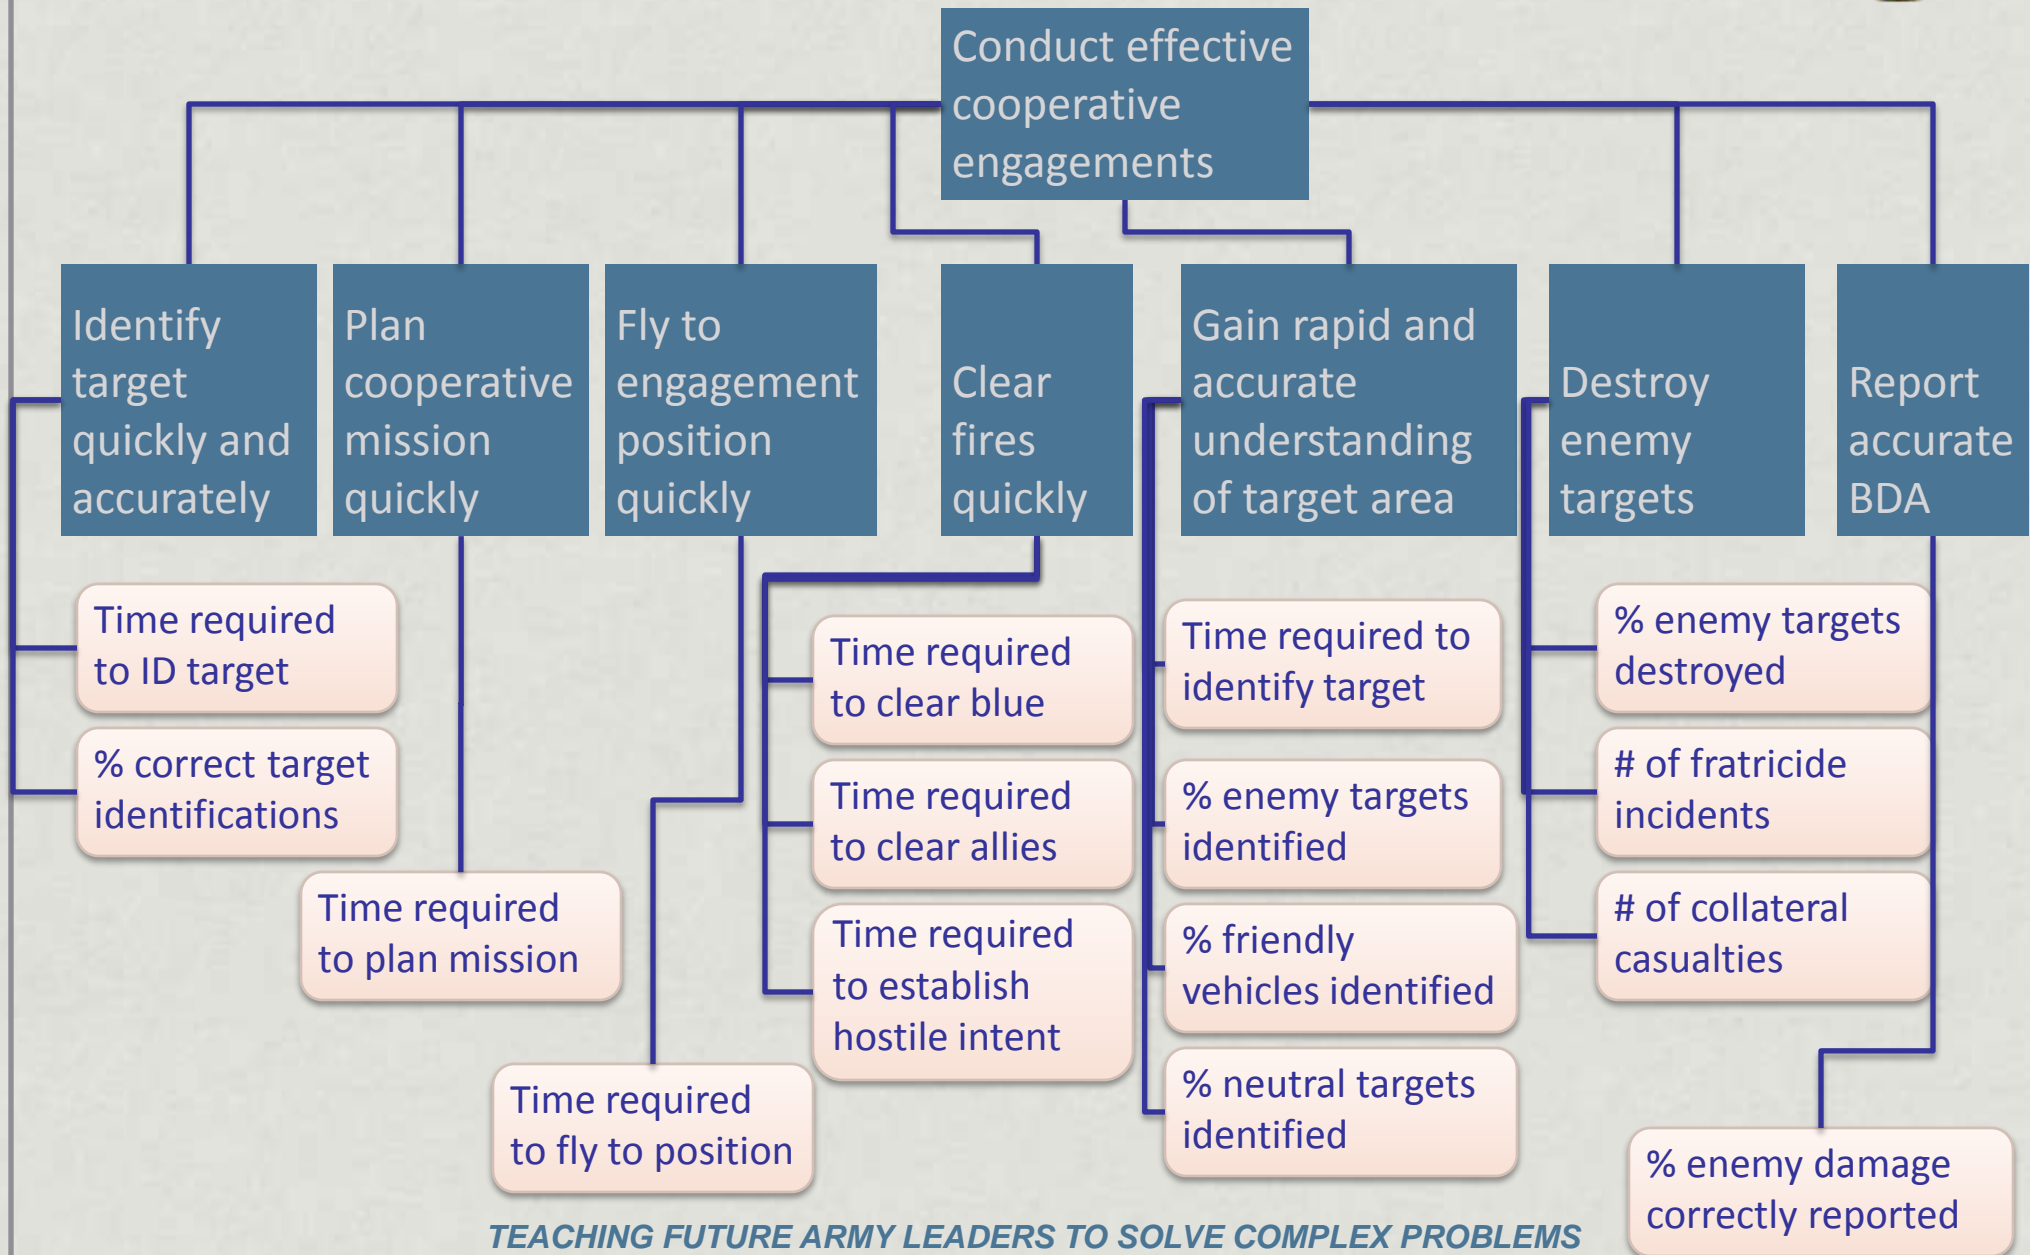 Conduct effective
cooperative
engagements
Identify
target
quickly and
accurately
Plan
cooperative
mission
quickly
Fly to
engagement
position
quickly
Clear
fires
quickly
Gain rapid and
accurate
understanding
of target area
Destroy
enemy
targets
Report
accurate
BDA
Time required
to ID target
% correct target
identifications
Time required
to plan mission
Time required
to fly to position
Time required
to clear blue
Time required
to clear allies
Time required
to establish
hostile intent
Time required to
identify target
% enemy targets
identified
% friendly
vehicles identified
% neutral targets
identified
% enemy targets
destroyed
# of fratricide
incidents
# of collateral
casualties
% enemy damage
correctly reported
TEACHING FUTURE ARMY LEADERS TO SOLVE COMPLEX PROBLEMS